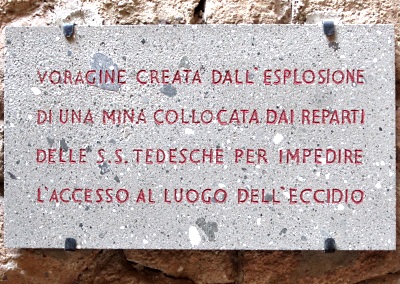 VORAGINE CREATA DALL'ESPLOSIONE
DI UNA MINA COLLOCATA DAI REPARTI
DELLE S.S. TEDESCHE PER IMPEDIRE
L'ACCESSO AL LUOGO DELL'ECCIDIO